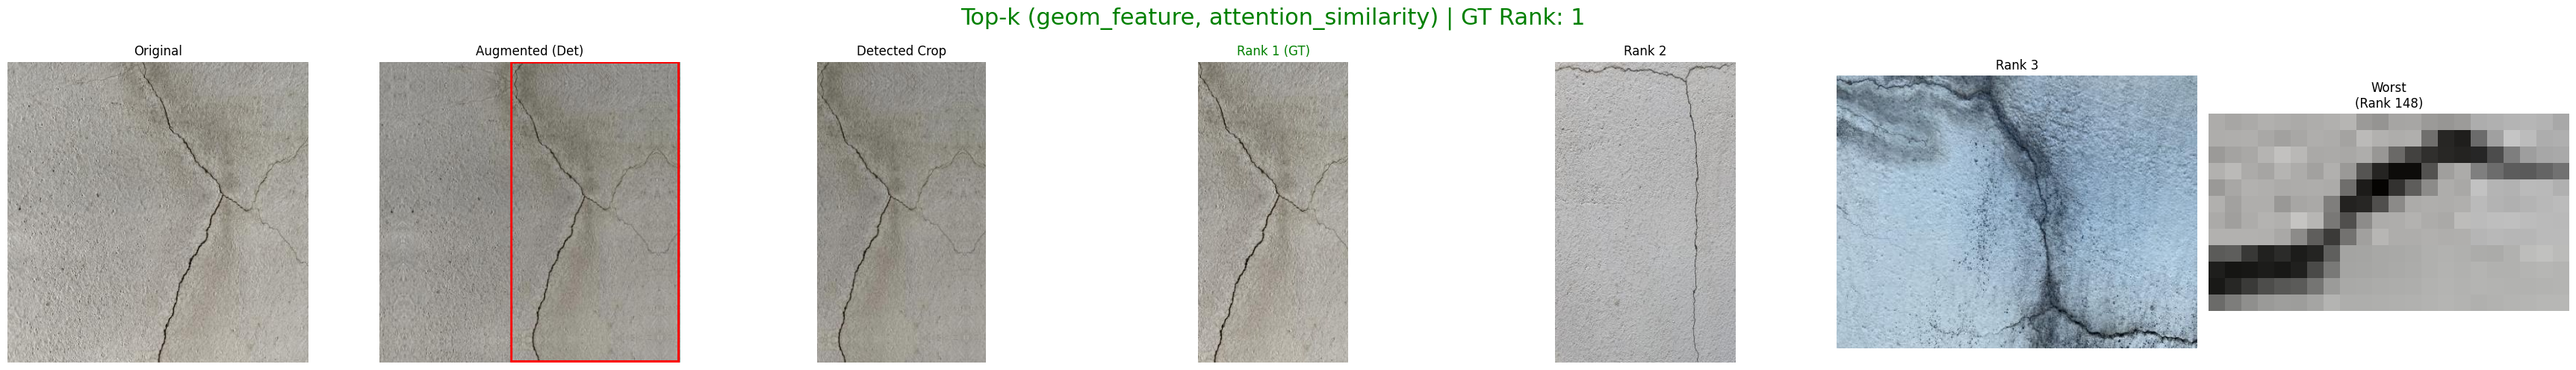 Top-k (geom_feature, attention_similarity) | GT Rank: 1
Original
Augmented (Det)
Detected Crop
Rank 1 (GT)
Rank 2
Rank 3
Worst
(Rank 148)